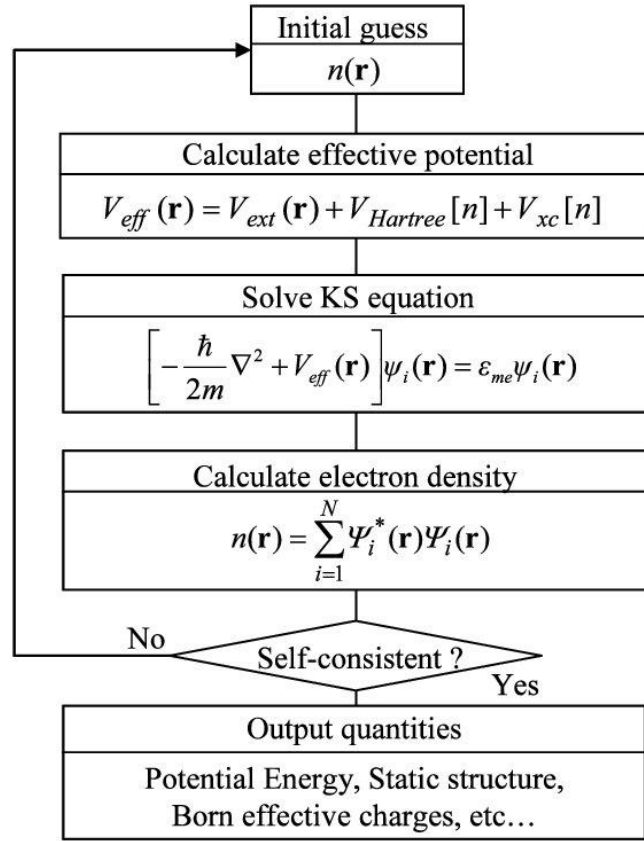 Initial guess
n(r)
Calculate effective potential
V_eff(r) = V_ext(r) + V_Hartree[n] + V_xc[n]
Solve KS equation
[-ℏ/2m ∇² + V_eff(r)]ψ_i(r) = ε_me ψ_i(r)
Calculate electron density
n(r) = ∑_{i=1}^{N} Ψ_i^*(r)Ψ_i(r)
No
Self-consistent ?
Yes
Output quantities
Potential Energy, Static structure,
Born effective charges, etc…